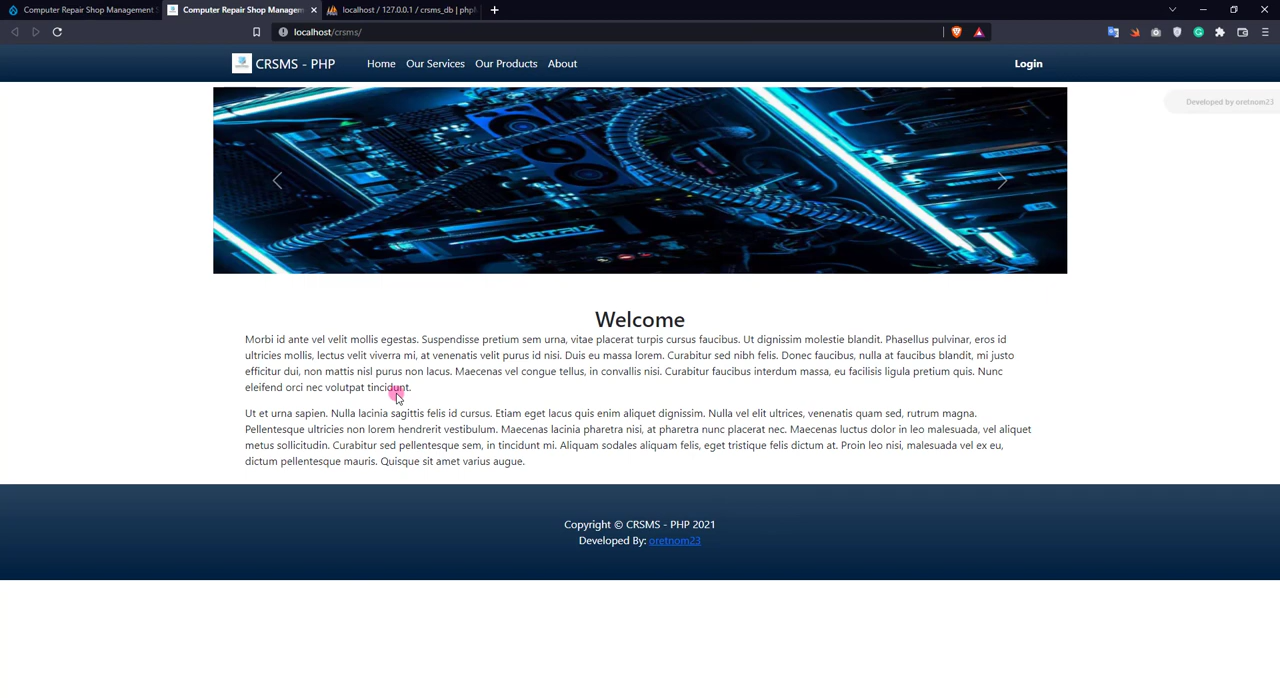 Computer Repair Shop Management S
Computer Repair Shop Managem
localhost / 127.0.0.1 / crsms_db | php
localhost/crsms/
CRSMS - PHP
Home
Our Services
Our Products
About
Login
Developed by oretnom23
MATRIX
Welcome
Morbi id ante vel velit mollis egestas. Suspendisse pretium sem urna, vitae placerat turpis cursus faucibus. Ut dignissim molestie blandit. Phasellus pulvinar, eros id
ultricies mollis, lectus velit viverra mi, at venenatis velit purus id nisi. Duis eu massa lorem. Curabitur sed nibh felis. Donec faucibus, nulla at faucibus blandit, mi justo
efficitur dui, non mattis nisl purus non lacus. Maecenas vel congue tellus, in convallis nisi. Curabitur faucibus interdum massa, eu facilisis ligula pretium quis. Nunc
eleifend orci nec volutpat tincidunt.
Ut et urna sapien. Nulla lacinia sagittis felis id cursus. Etiam eget lacus quis enim aliquet dignissim. Nulla vel elit ultrices, venenatis quam sed, rutrum magna.
Pellentesque ultricies non lorem hendrerit vestibulum. Maecenas lacinia pharetra nisi, at pharetra nunc placerat nec. Maecenas luctus dolor in leo malesuada, vel aliquet
metus sollicitudin. Curabitur sed pellentesque sem, in tincidunt mi. Aliquam sodales aliquam felis, eget tristique felis dictum at. Proin leo nisi, malesuada vel ex eu,
dictum pellentesque mauris. Quisque sit amet varius augue.
Copyright © CRSMS - PHP 2021
Developed By: oretnom23